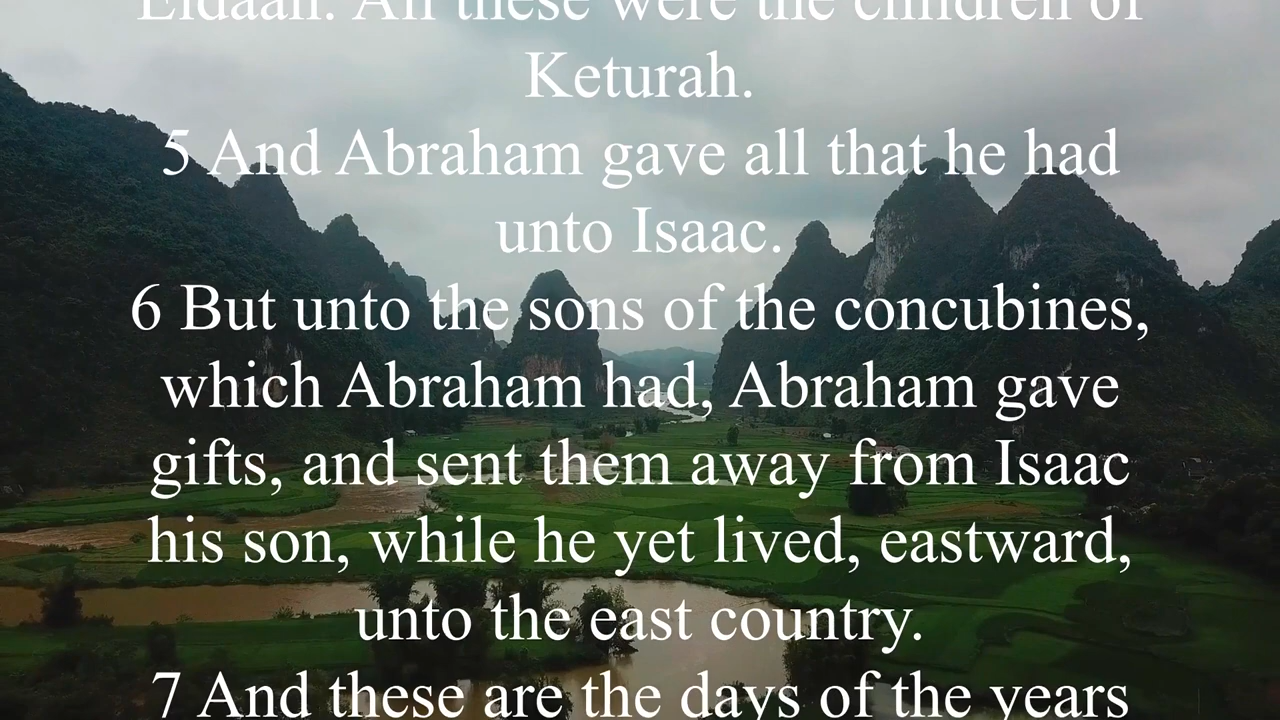 Eldaah. All these were the children of
Keturah.
5 And Abraham gave all that he had
unto Isaac.
6 But unto the sons of the concubines,
which Abraham had, Abraham gave
gifts, and sent them away from Isaac
his son, while he yet lived, eastward,
unto the east country.
7 And these are the days of the years